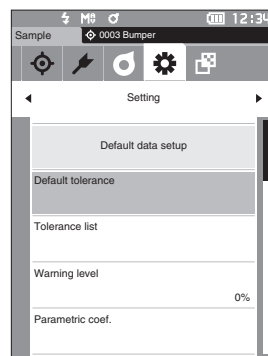 12:34
Sample
0003 Bumper
Setting
Default data setup
Default tolerance
Tolerance list
Warning level
0%
Parametric coef.